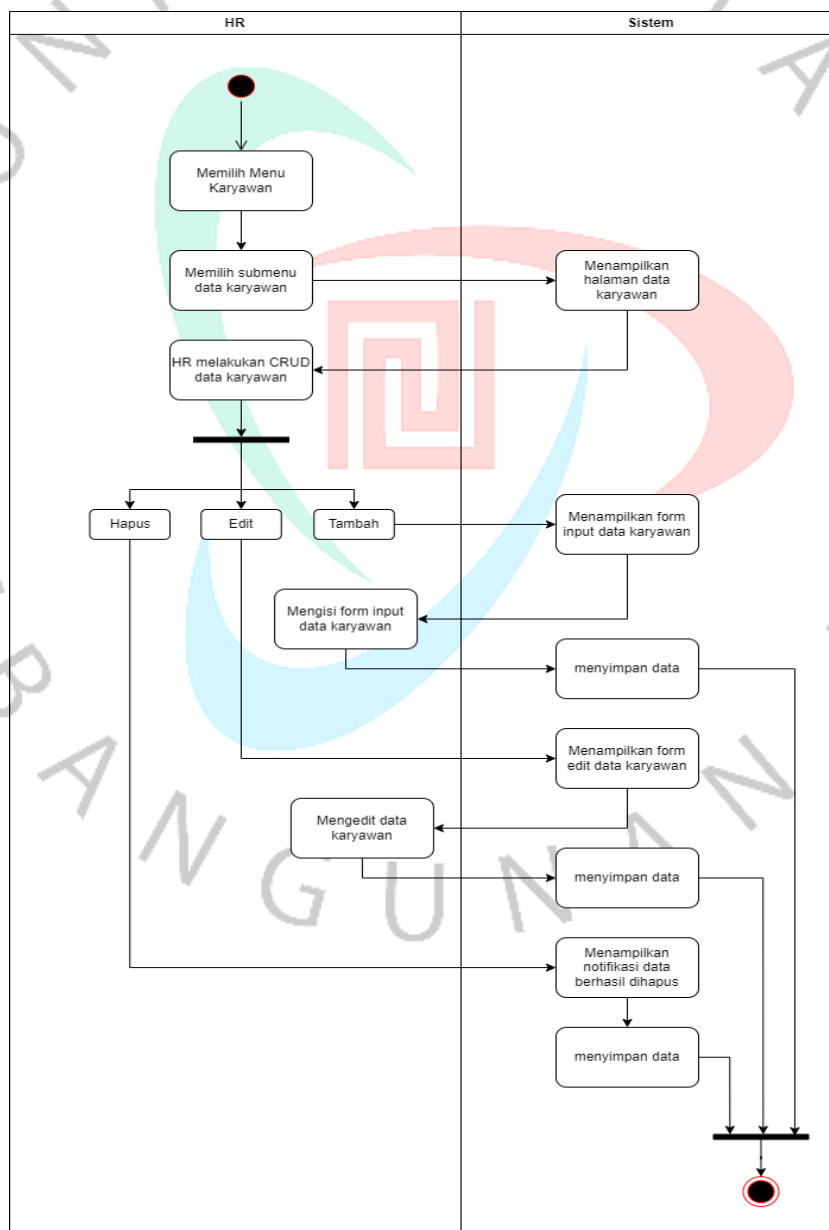 HR
Sistem
Memilih Menu
Karyawan
Memilih submenu
data karyawan
Menampilkan
halaman data
karyawan
HR melakukan CRUD
data karyawan
Hapus
Edit
Tambah
Menampilkan form
input data karyawan
Mengisi form input
data karyawan
menyimpan data
Menampilkan form
edit data karyawan
Mengedit data
karyawan
menyimpan data
Menampilkan
notifikasi data
berhasil dihapus
menyimpan data